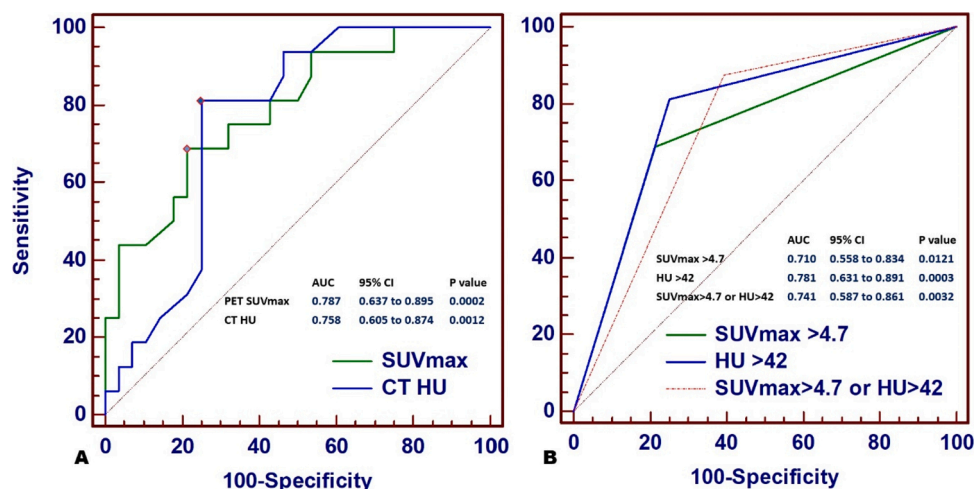 Sensitivity
100
80
60
40
20
0
AUC 95% CI P value
PET SUVmax 0.787 0.637 to 0.895 0.0002
CT HU 0.758 0.605 to 0.874 0.0012
SUVmax
CT HU
0 20 40 60 80 100
A
100-Specificity
100
80
60
40
20
0
AUC 95% CI P value
SUVmax >4.7 0.710 0.558 to 0.834 0.0121
HU >42 0.781 0.631 to 0.891 0.0003
SUVmax>4.7 or HU>42 0.741 0.587 to 0.861 0.0032
SUVmax >4.7
HU >42
SUVmax>4.7 or HU>42
0 20 40 60 80 100
B
100-Specificity